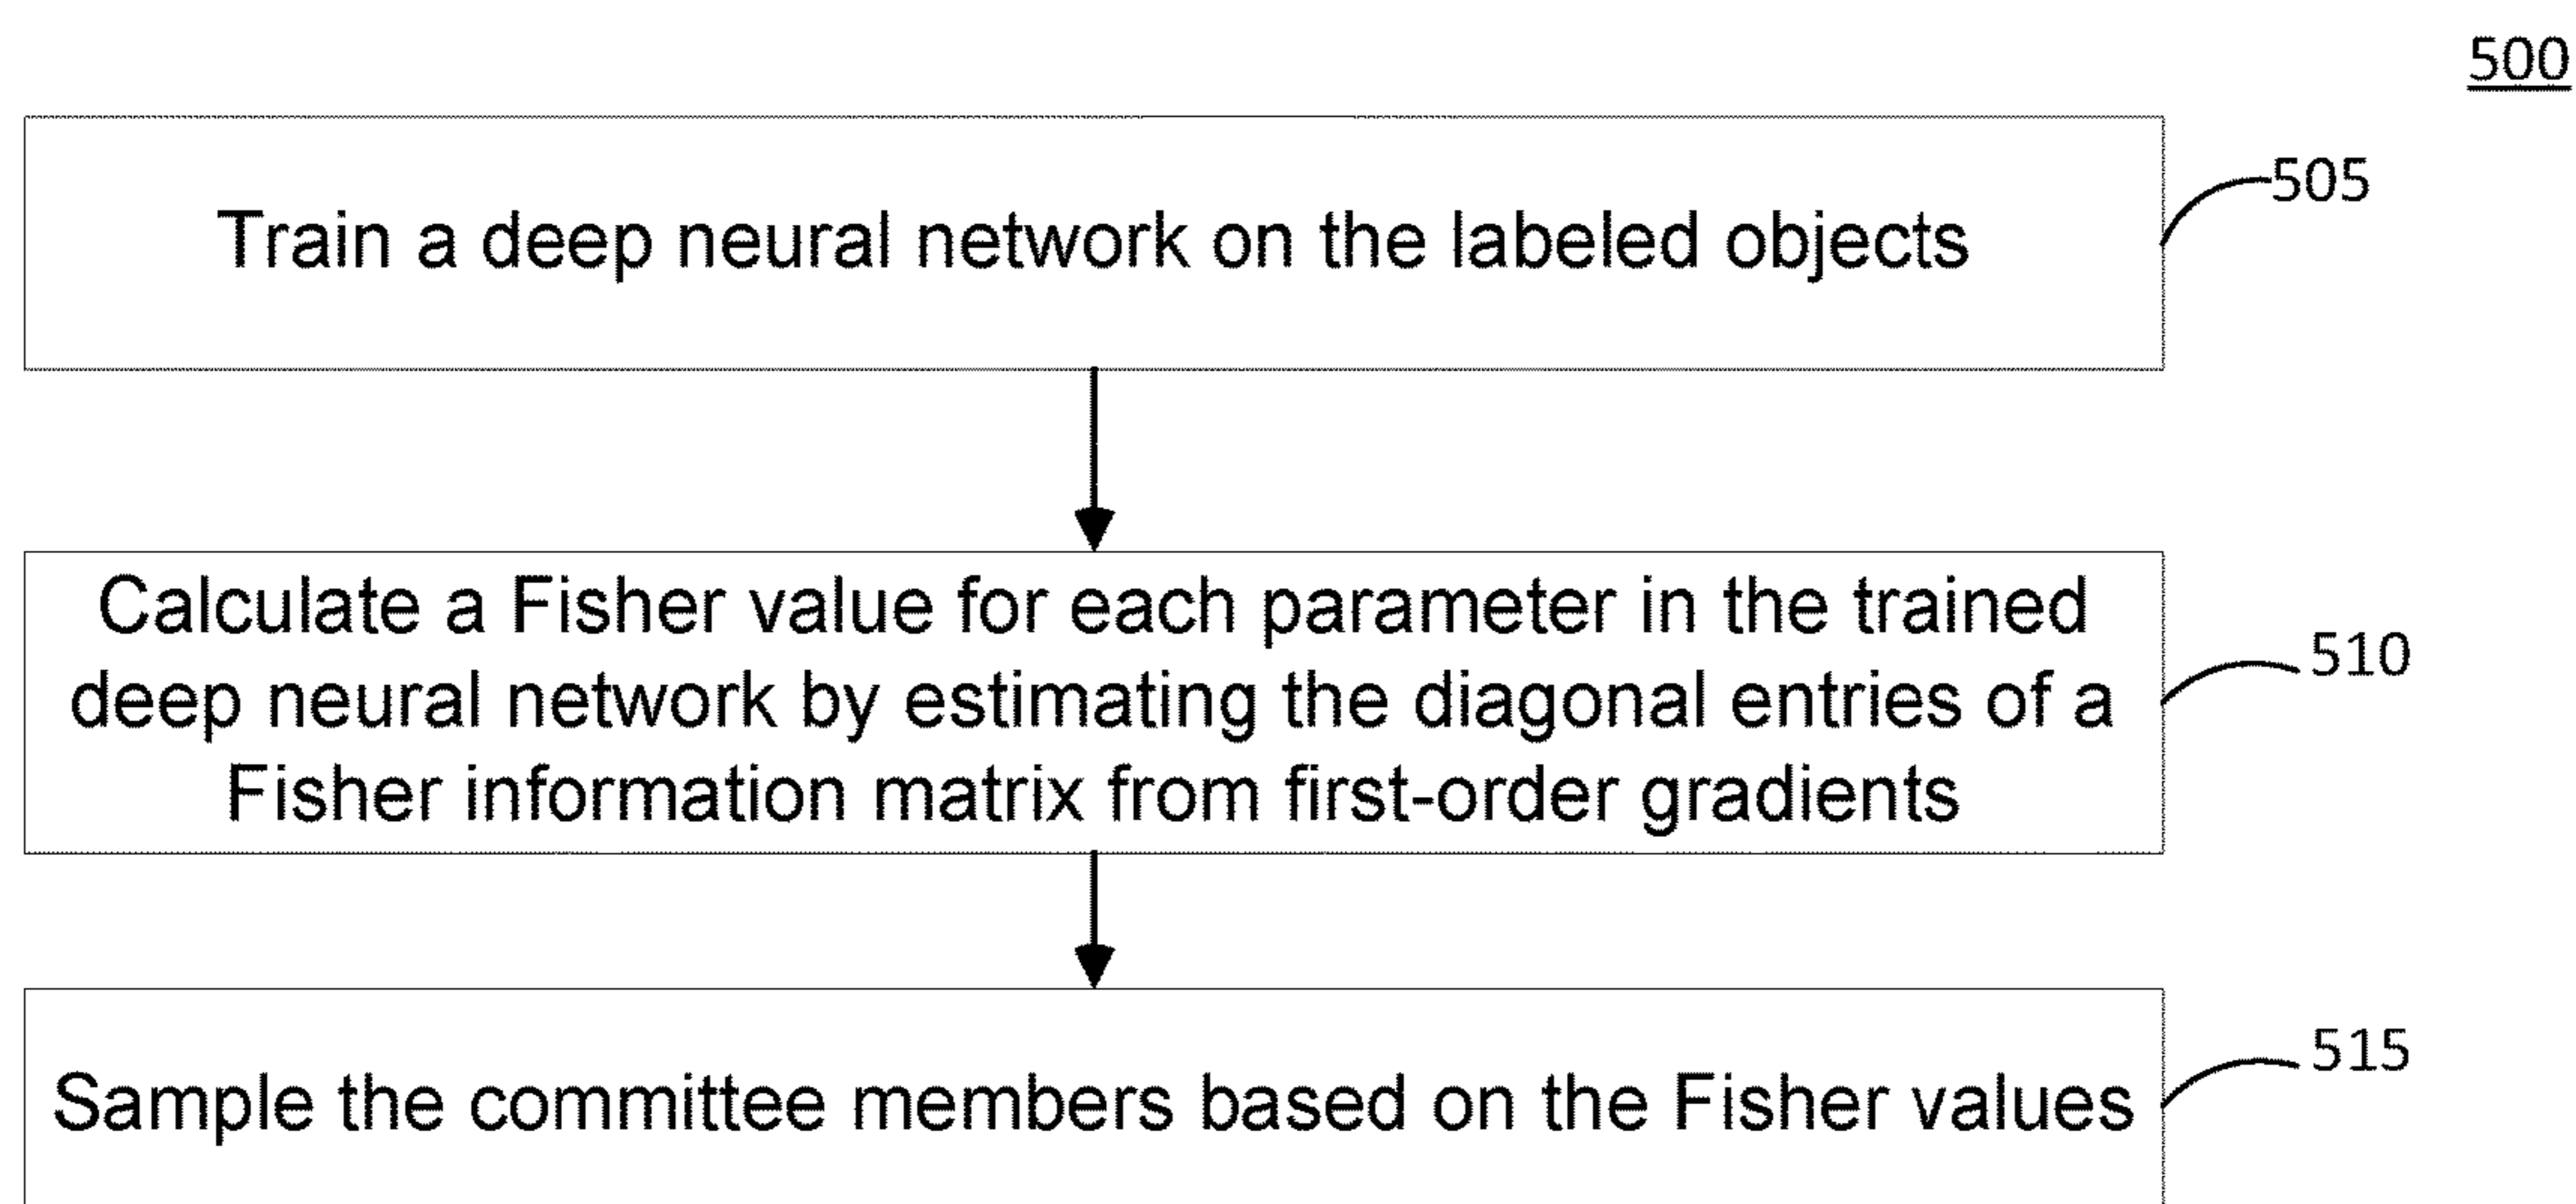 500
Train a deep neural network on the labeled objects
505
Calculate a Fisher value for each parameter in the trained
deep neural network by estimating the diagonal entries of a
Fisher information matrix from first-order gradients
510
Sample the committee members based on the Fisher values
515